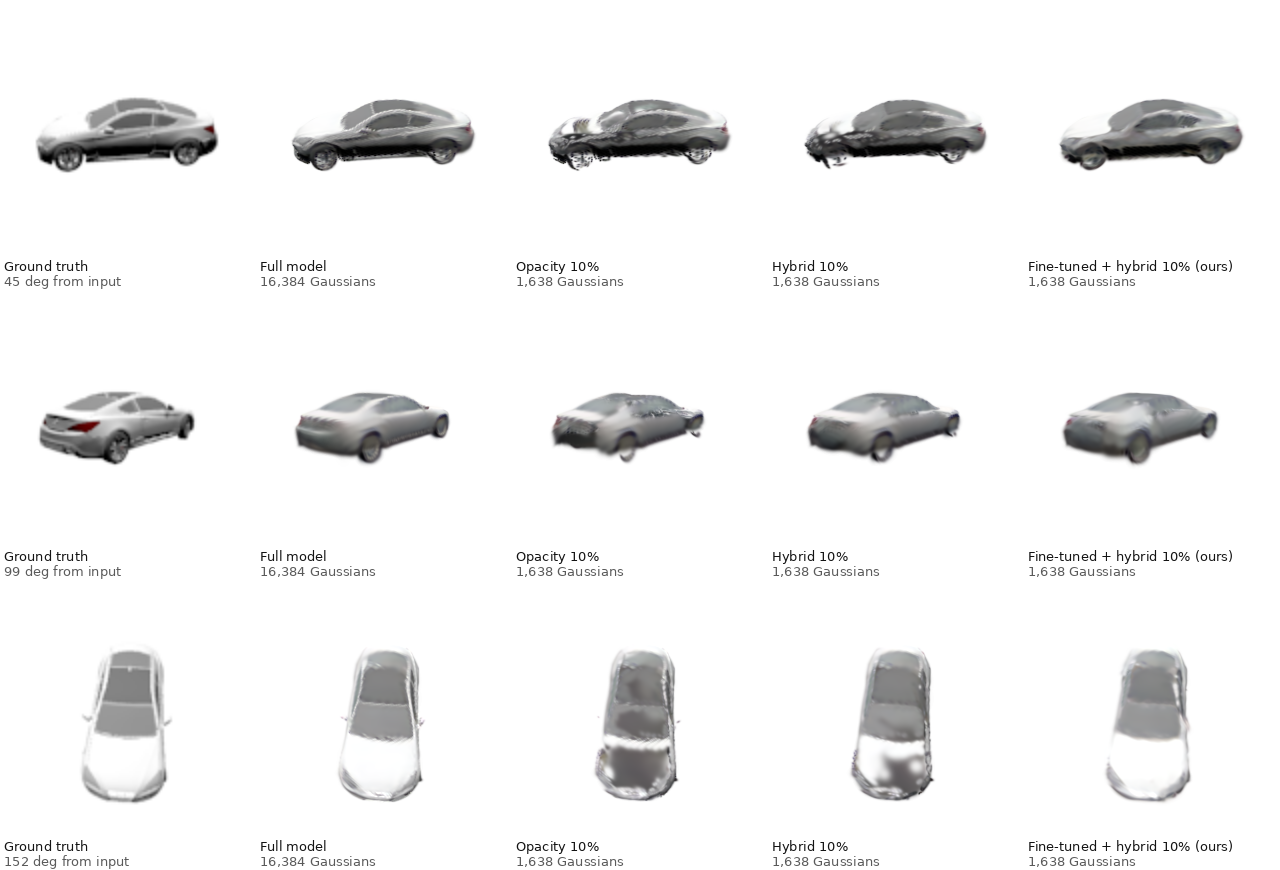 Ground truth
45 deg from input
Full model
16,384 Gaussians
Opacity 10%
1,638 Gaussians
Hybrid 10%
1,638 Gaussians
Fine-tuned + hybrid 10% (ours)
1,638 Gaussians
Ground truth
99 deg from input
Full model
16,384 Gaussians
Opacity 10%
1,638 Gaussians
Hybrid 10%
1,638 Gaussians
Fine-tuned + hybrid 10% (ours)
1,638 Gaussians
Ground truth
152 deg from input
Full model
16,384 Gaussians
Opacity 10%
1,638 Gaussians
Hybrid 10%
1,638 Gaussians
Fine-tuned + hybrid 10% (ours)
1,638 Gaussians